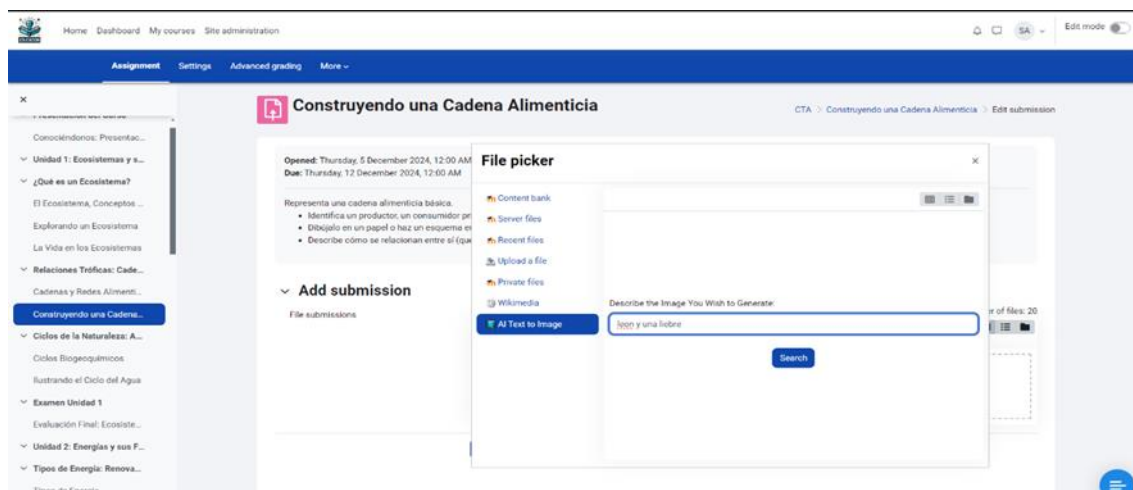 Home Dashboard My courses Site administration
SA
Edit mode
Assignment Settings Advanced grading More
Conociéndonos: Presentac...
Unidad 1: Ecosistemas y s...
¿Qué es un Ecosistema?
El Ecosistema, Conceptos ...
Explorando un Ecosistema
La Vida en los Ecosistemas
Relaciones Tróficas: Cade...
Cadenas y Redes Alimenti...
Construyendo una Cadena...
Ciclos de la Naturaleza: A...
Ciclos Biogeoquímicos
Ilustrando el Ciclo del Agua
Examen Unidad 1
Evaluación Final: Ecosiste...
Unidad 2: Energías y sus F...
Tipos de Energía: Renova...
Construyendo una Cadena Alimenticia
CTA > Construyendo una Cadena Alimenticia > Edit submission
Opened: Thursday, 5 December 2024, 12:00 AM
Due: Thursday, 12 December 2024, 12:00 AM
Representa una cadena alimenticia básica.
Identifica un productor, un consumidor pri
Dibújalo en un papel o haz un esquema en
Describe cómo se relacionan entre sí (qu
Add submission
File submissions
r of files: 20
File picker
Content bank
Server files
Recent files
Upload a file
Private files
Wikimedia
AI Text to Image
Describe the Image You Wish to Generate:
leon y una liebre
Search